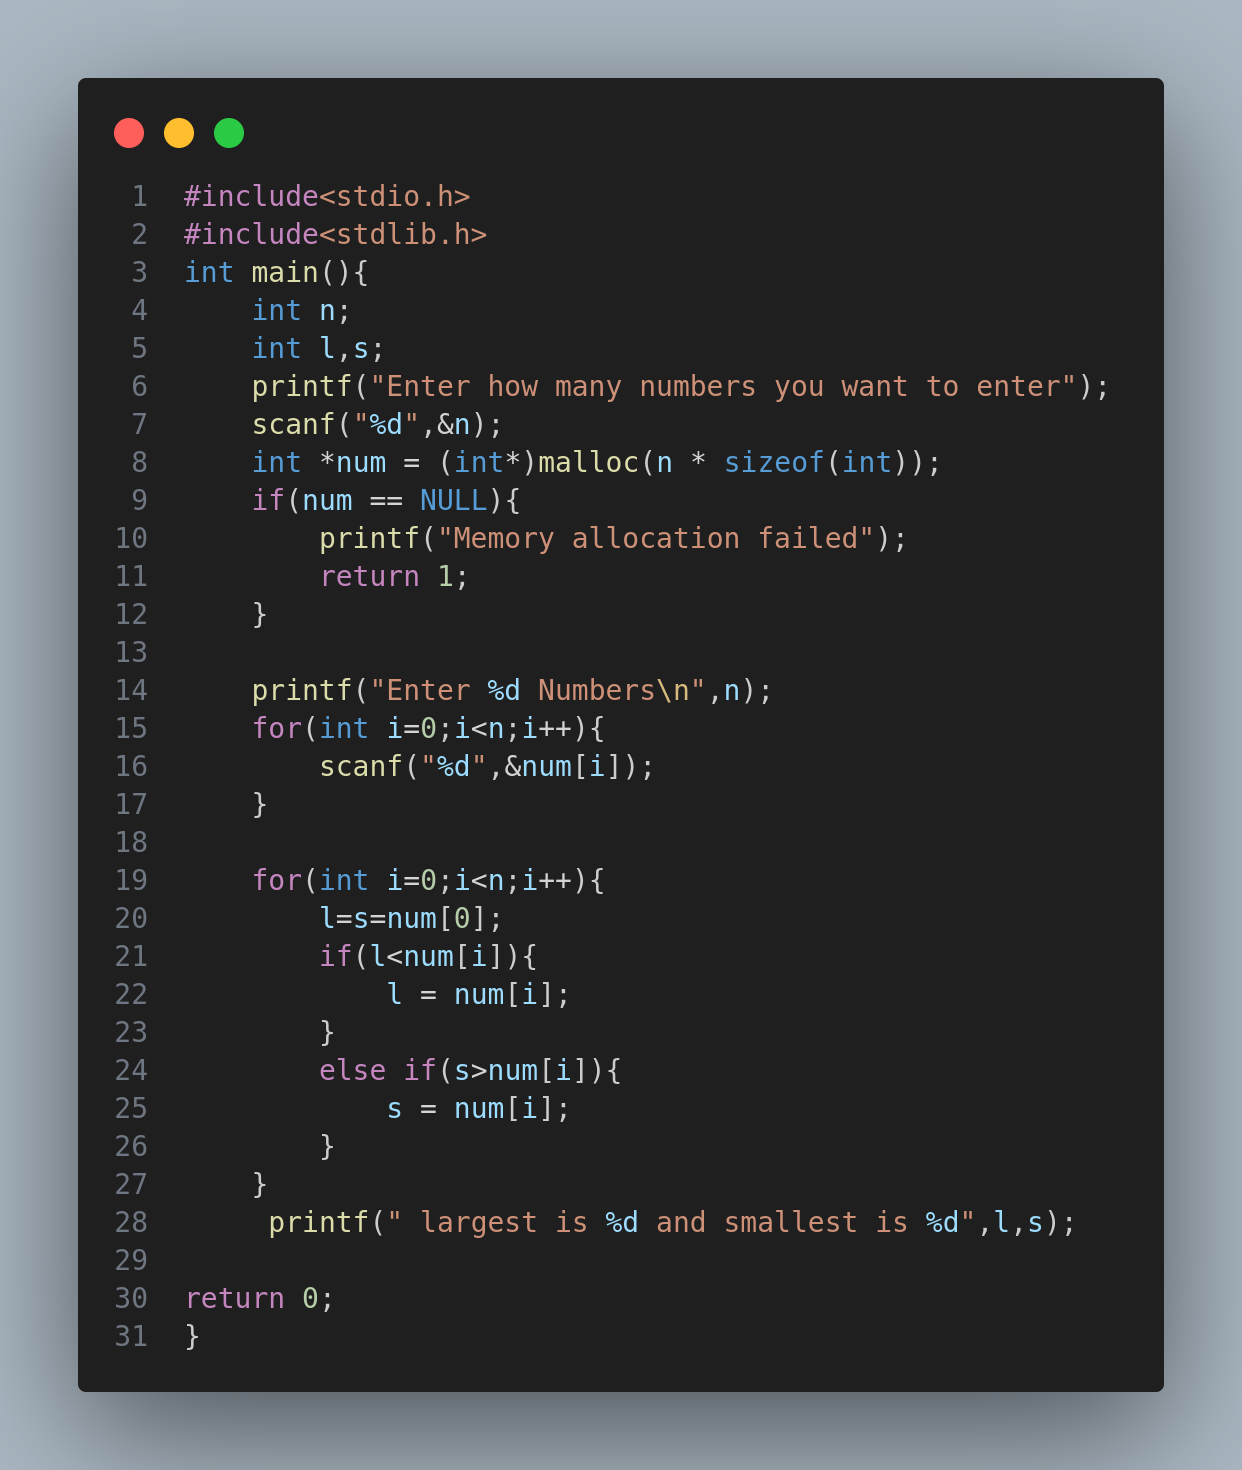 1 #include<stdio.h>
2 #include<stdlib.h>
3 int main(){
4     int n;
5     int l,s;
6     printf("Enter how many numbers you want to enter");
7     scanf("%d",&n);
8     int *num = (int*)malloc(n * sizeof(int));
9     if(num == NULL){
10         printf("Memory allocation failed");
11         return 1;
12     }
13
14     printf("Enter %d Numbers\n",n);
15     for(int i=0;i<n;i++){
16         scanf("%d",&num[i]);
17     }
18
19     for(int i=0;i<n;i++){
20         l=s=num[0];
21         if(l<num[i]){
22             l = num[i];
23         }
24         else if(s>num[i]){
25             s = num[i];
26         }
27     }
28      printf(" largest is %d and smallest is %d",l,s);
29
30 return 0;
31 }